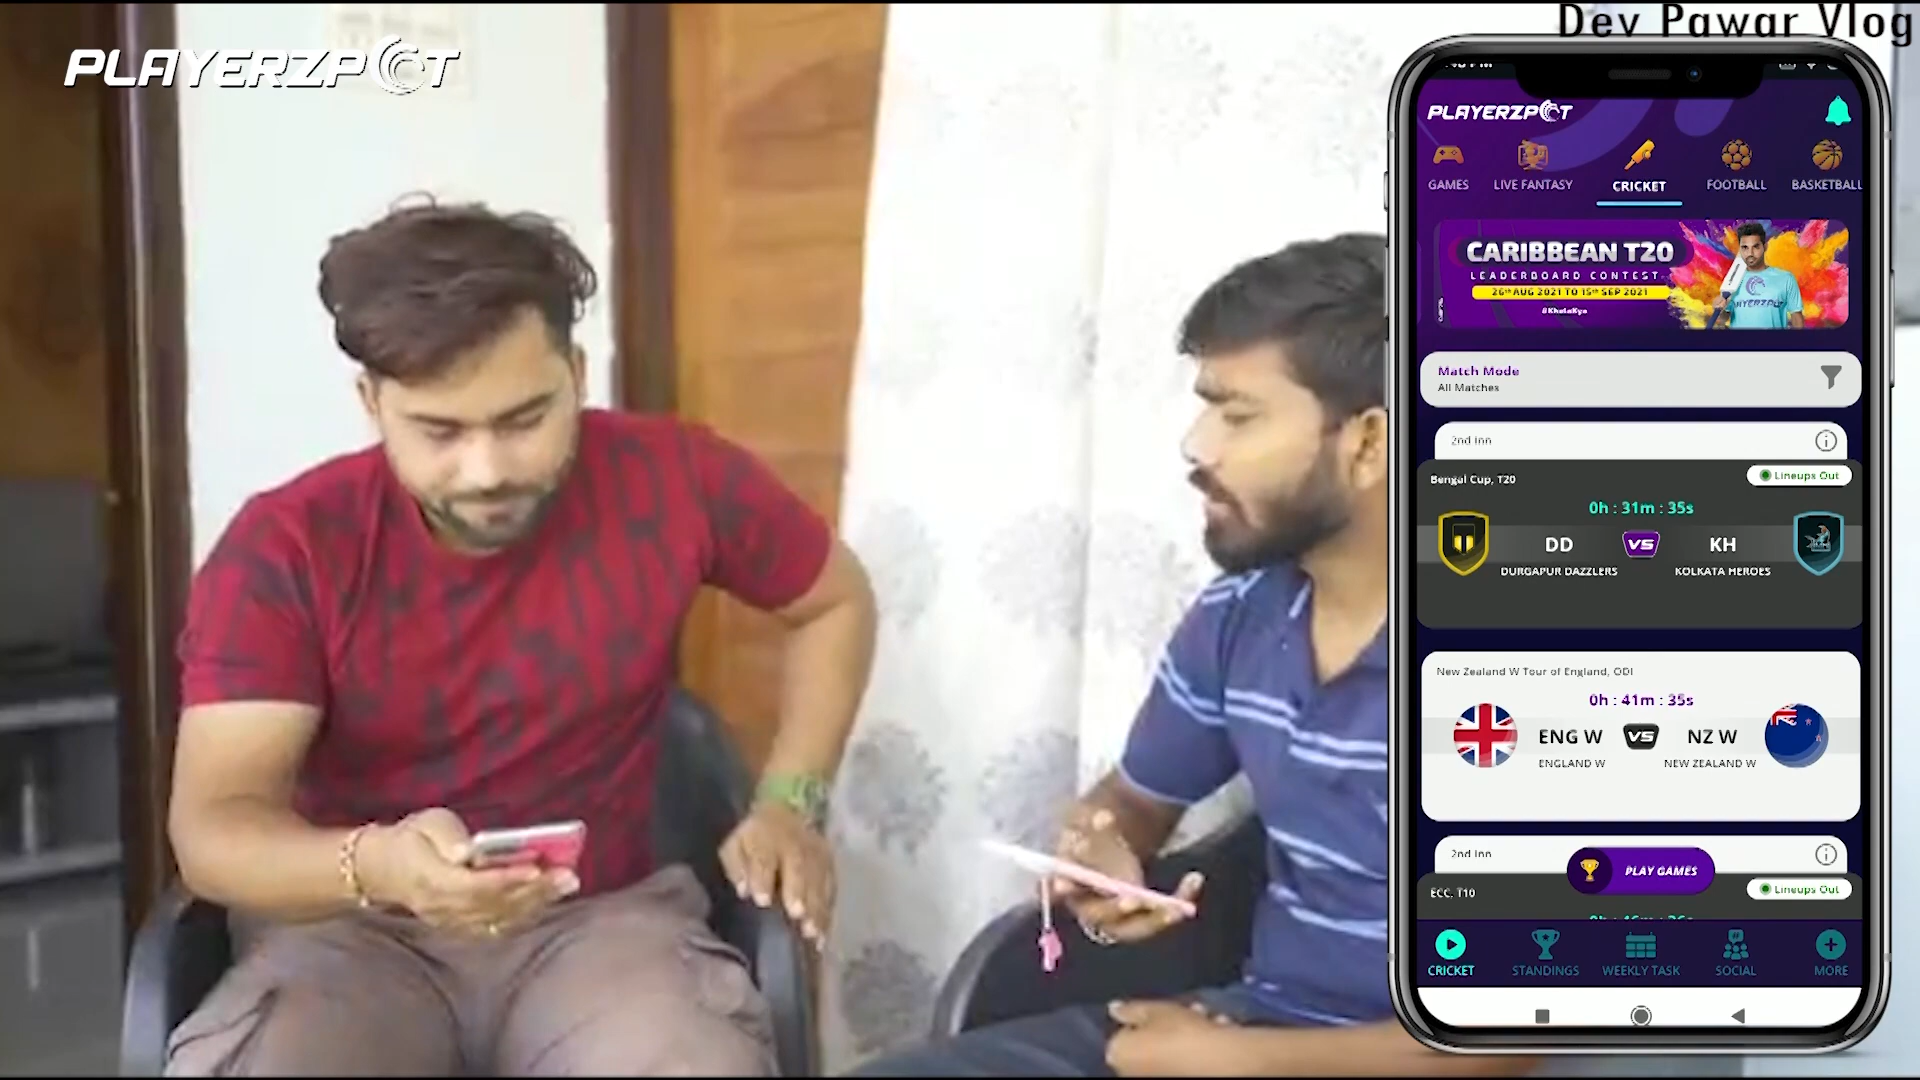 Dev Pawar Vlog
PLAYERZPOT
PLAYERZPOT
GAMES
LIVE FANTASY
CRICKET
FOOTBALL
BASKETBALL
CARIBBEAN T20
LEADERBOARD CONTEST
26th AUG 2021 TO 15th SEP 2021
#KheloKyo
Match Mode
All Matches
2nd Inn
Bengal Cup, T20
Lineups Out
0h : 31m : 35s
DD VS KH
DURGAPUR DAZZLERS
KOLKATA HEROES
New Zealand W Tour of England, ODI
0h : 41m : 35s
ENG W VS NZ W
ENGLAND W
NEW ZEALAND W
2nd Inn
PLAY GAMES
ECC, T10
Lineups Out
CRICKET
STANDINGS
WEEKLY TASK
SOCIAL
MORE